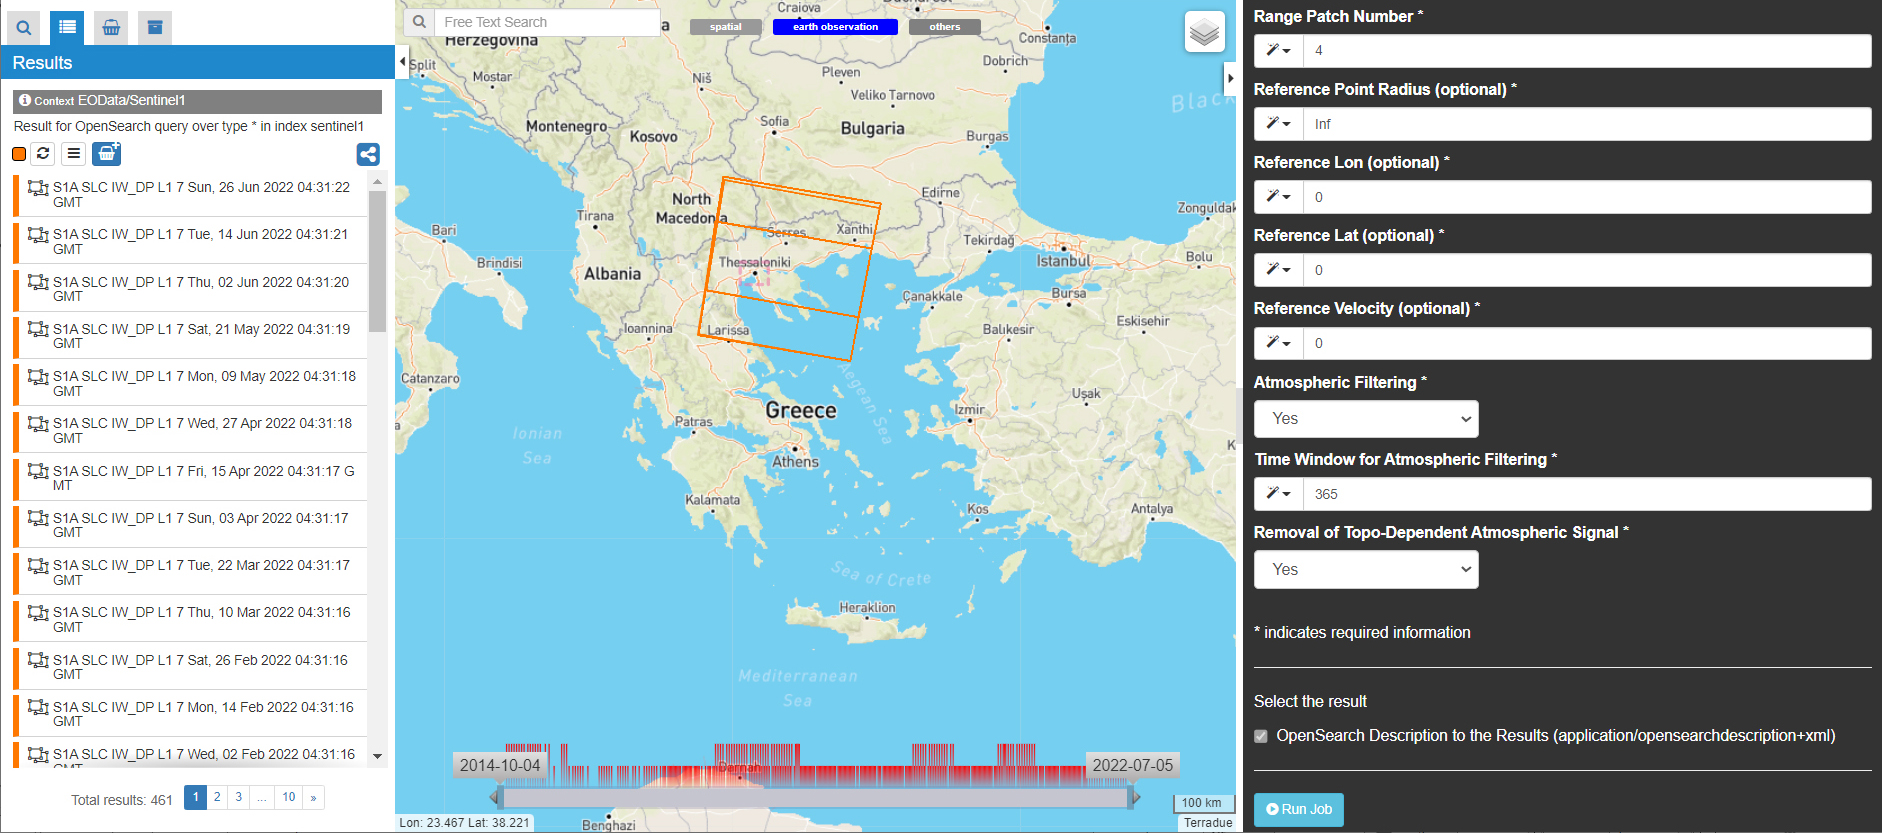 Results
Context EOData/Sentinel1
Result for OpenSearch query over type * in index sentinel1
S1A SLC IW_DP L1 7 Sun, 26 Jun 2022 04:31:22
GMT
S1A SLC IW_DP L1 7 Tue, 14 Jun 2022 04:31:21
GMT
S1A SLC IW_DP L1 7 Thu, 02 Jun 2022 04:31:20
GMT
S1A SLC IW_DP L1 7 Sat, 21 May 2022 04:31:19
GMT
S1A SLC IW_DP L1 7 Mon, 09 May 2022 04:31:18
GMT
S1A SLC IW_DP L1 7 Wed, 27 Apr 2022 04:31:18
GMT
S1A SLC IW_DP L1 7 Fri, 15 Apr 2022 04:31:17 G
MT
S1A SLC IW_DP L1 7 Sun, 03 Apr 2022 04:31:17
GMT
S1A SLC IW_DP L1 7 Tue, 22 Mar 2022 04:31:17
GMT
S1A SLC IW_DP L1 7 Thu, 10 Mar 2022 04:31:16
GMT
S1A SLC IW_DP L1 7 Sat, 26 Feb 2022 04:31:16
GMT
S1A SLC IW_DP L1 7 Mon, 14 Feb 2022 04:31:16
GMT
S1A SLC IW_DP L1 7 Wed, 02 Feb 2022 04:31:16
GMT
Total results: 461 1 2 3 ... 10 »
Free Text Search
spatial
earth observation
others
Craiova
Constanța
Herzegovina
Split
Mostar
Niš
Pleven
Dobrich
Veliko Tarnovo
Black
Montenegro
Kosovo
Sofia
Bulgaria
Burgas
North
Macedonia
Edirne
Zonguldak
Tirana
Bari
Serres
Xanthi
Tekirdağ
Istanbul
Bolu
Brindisi
Albania
Thessaloniki
Çanakkale
Bursa
Eskisehir
Ioannina
Larissa
Balıkesir
Catanzaro
Aegean Sea
Uşak
Greece
Izmir
Patras
Ionian
Sea
Athens
Kalamata
Kos
Antalya
Sea of Crete
Heraklion
Mediterranean
Sea
2014-10-04
Darnah
2022-07-05
100 km
Lon: 23.467 Lat: 38.221
Benghazi
Terradue
Range Patch Number *
4
Reference Point Radius (optional) *
Inf
Reference Lon (optional) *
0
Reference Lat (optional) *
0
Reference Velocity (optional) *
0
Atmospheric Filtering *
Yes
Time Window for Atmospheric Filtering *
365
Removal of Topo-Dependent Atmospheric Signal *
Yes
* indicates required information
Select the result
OpenSearch Description to the Results (application/opensearchdescription+xml)
Run Job